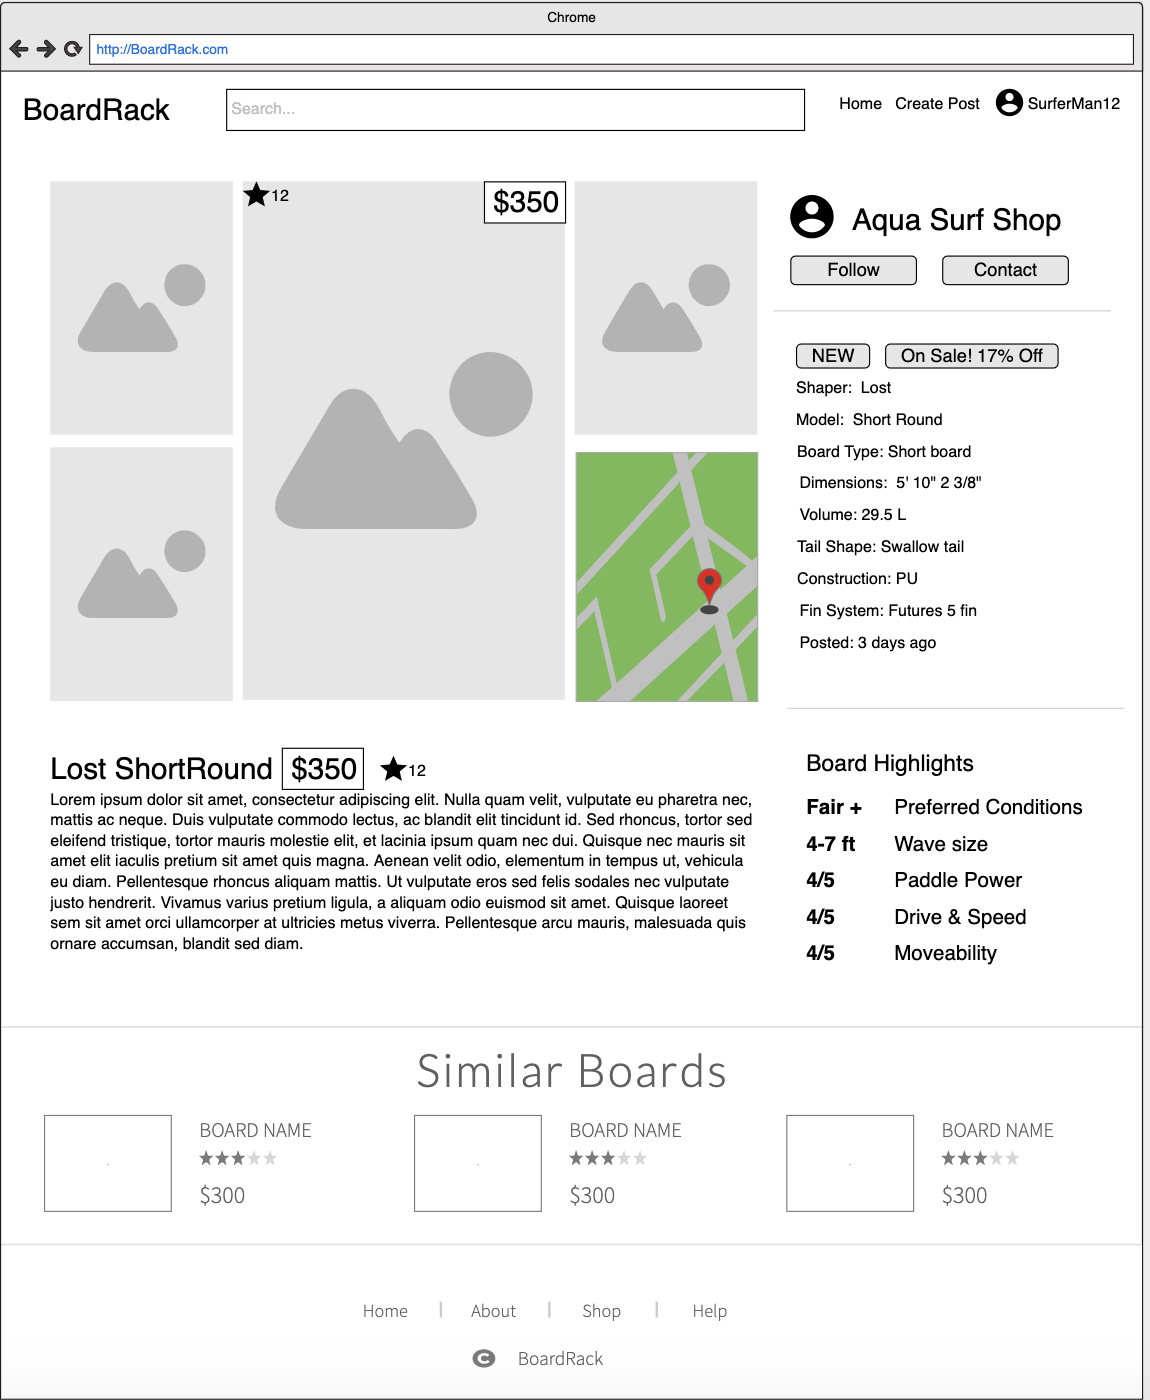 Chrome
http://BoardRack.com
BoardRack
Search...
Home Create Post SurferMan12
12
$350
Aqua Surf Shop
Follow Contact
NEW On Sale! 17% Off
Shaper: Lost
Model: Short Round
Board Type: Short board
Dimensions: 5' 10" 2 3/8"
Volume: 29.5 L
Tail Shape: Swallow tail
Construction: PU
Fin System: Futures 5 fin
Posted: 3 days ago
Lost ShortRound $350 12
Lorem ipsum dolor sit amet, consectetur adipiscing elit. Nulla quam velit, vulputate eu pharetra nec,
mattis ac neque. Duis vulputate commodo lectus, ac blandit elit tincidunt id. Sed rhoncus, tortor sed
eleifend tristique, tortor mauris molestie elit, et lacinia ipsum quam nec dui. Quisque nec mauris sit
amet elit iaculis pretium sit amet quis magna. Aenean velit odio, elementum in tempus ut, vehicula
eu diam. Pellentesque rhoncus aliquam mattis. Ut vulputate eros sed felis sodales nec vulputate
justo hendrerit. Vivamus varius pretium ligula, a aliquam odio euismod sit amet. Quisque laoreet
sem sit amet orci ullamcorper at ultricies metus viverra. Pellentesque arcu mauris, malesuada quis
ornare accumsan, blandit sed diam.
Board Highlights
Fair + Preferred Conditions
4-7 ft Wave size
4/5 Paddle Power
4/5 Drive & Speed
4/5 Moveability
Similar Boards
BOARD NAME
$300
BOARD NAME
$300
BOARD NAME
$300
Home | About | Shop | Help
© BoardRack